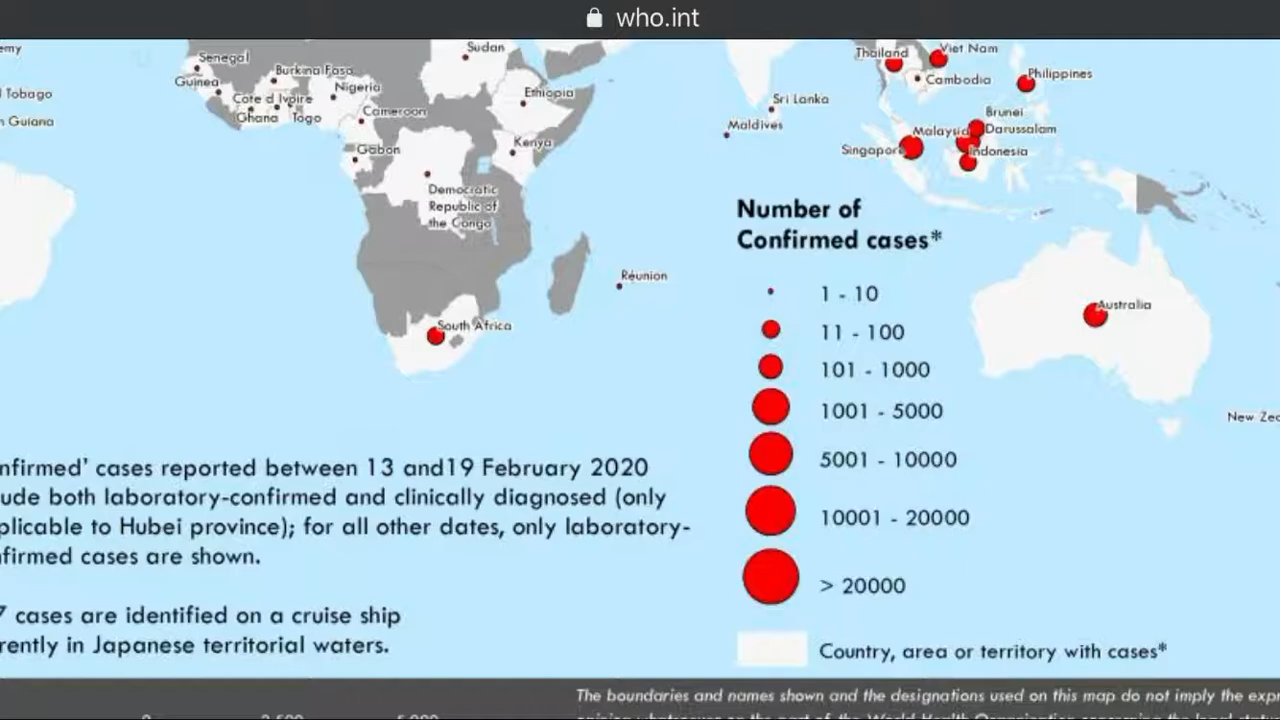 who.int
Senegal
Guinea
Burkina Faso
Cote d Ivoire
Ghana
Togo
Nigeria
Cameroon
Gabon
Sudan
Ethiopia
Kenya
Democratic
Republic of
the Congo
South Africa
Réunion
Maldives
Sri Lanka
Thailand
Viet Nam
Cambodia
Philippines
Brunei
Darussalam
Malaysia
Singapore
Indonesia
Australia
New Zea
emy
Tobago
Guiana
Number of
Confirmed cases*
1 - 10
11 - 100
101 - 1000
1001 - 5000
5001 - 10000
10001 - 20000
> 20000
Country, area or territory with cases*
nfirmed' cases reported between 13 and19 February 2020
ude both laboratory-confirmed and clinically diagnosed (only
plicable to Hubei province); for all other dates, only laboratory-
nfirmed cases are shown.
7 cases are identified on a cruise ship
rently in Japanese territorial waters.
The boundaries and names shown and the designations used on this map do not imply the expr